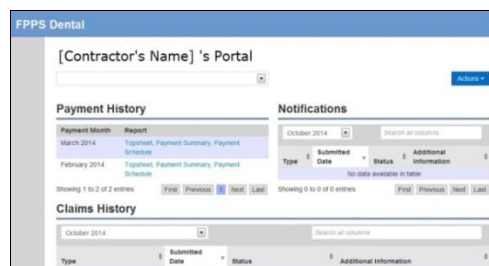 FPPS Dental
[Contractor's Name] 's Portal
Actions
Payment History
Payment Month Report
March 2014 Topsheet, Payment Summary, Payment Schedule
February 2014 Topsheet, Payment Summary, Payment Schedule
Showing 1 to 2 of 2 entries First Previous 1 Next Last
Notifications
October 2014 Search all columns
Type Submitted Date Status Additional Information
No data available in table
Showing 0 to 0 of 0 entries First Previous Next Last
Claims History
October 2014 Search all columns
Type Submitted Date Status Additional Information